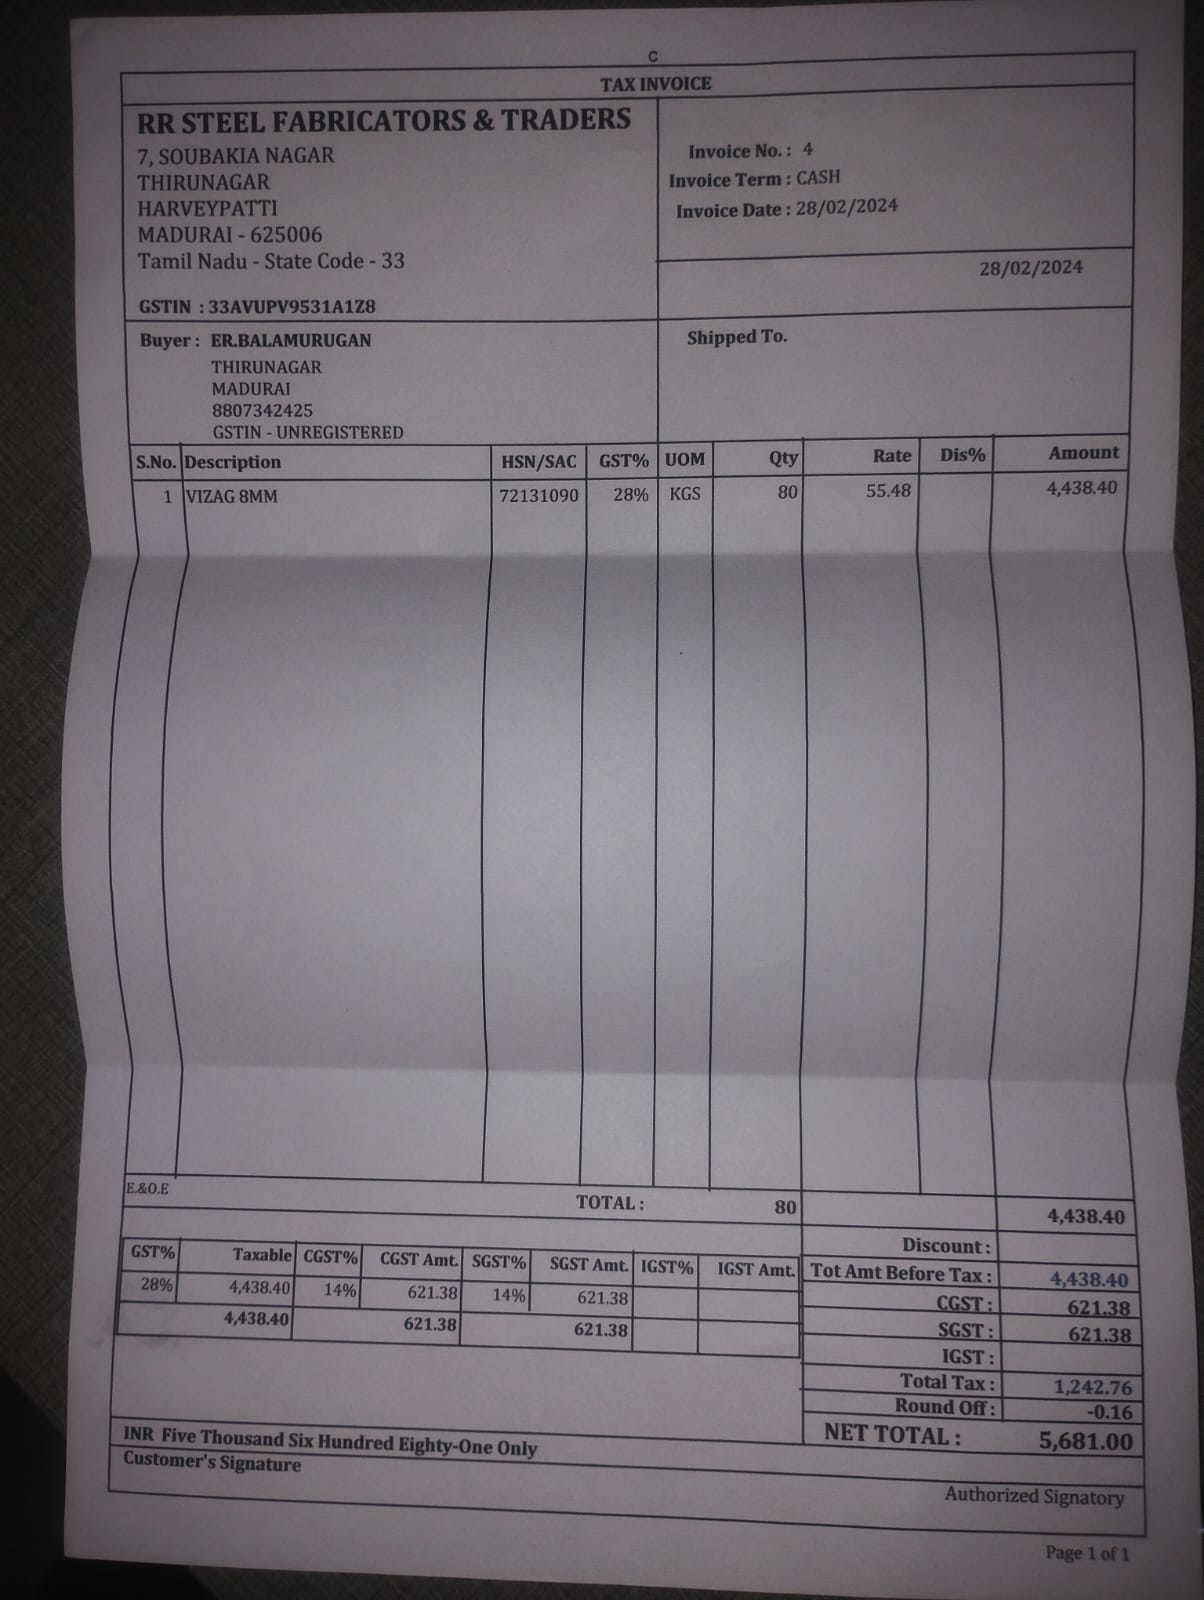 C
TAX INVOICE
RR STEEL FABRICATORS & TRADERS
7, SOUBAKIA NAGAR
THIRUNAGAR
HARVEYPATTI
MADURAI - 625006
Tamil Nadu - State Code - 33
GSTIN : 33AVUPV9531A1Z8
Invoice No. : 4
Invoice Term : CASH
Invoice Date : 28/02/2024
28/02/2024
Buyer : ER.BALAMURUGAN
THIRUNAGAR
MADURAI
8807342425
GSTIN - UNREGISTERED
Shipped To.
S.No. Description HSN/SAC GST% UOM Qty Rate Dis% Amount
1 VIZAG 8MM 72131090 28% KGS 80 55.48 4,438.40
E.&O.E
TOTAL : 80 4,438.40
GST% Taxable CGST% CGST Amt. SGST% SGST Amt. IGST% IGST Amt.
28% 4,438.40 14% 621.38 14% 621.38
4,438.40 621.38 621.38
Discount :
Tot Amt Before Tax : 4,438.40
CGST : 621.38
SGST : 621.38
IGST :
Total Tax : 1,242.76
Round Off : -0.16
NET TOTAL : 5,681.00
INR Five Thousand Six Hundred Eighty-One Only
Customer's Signature
Authorized Signatory
Page 1 of 1